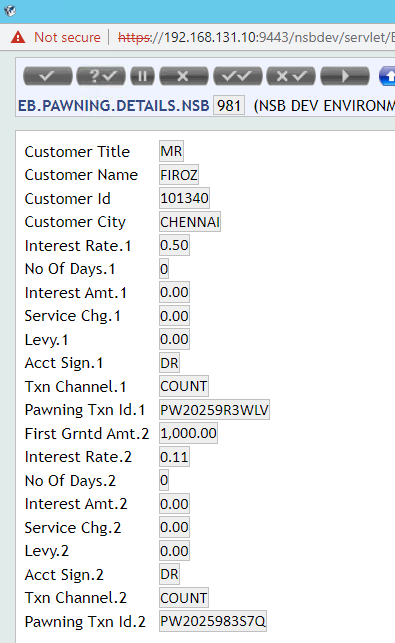 Not secure | https://192.168.131.10:9443/nsbdev/servlet/
EB.PAWNING.DETAILS.NSB 981 (NSB DEV ENVIRONM
Customer Title MR
Customer Name FIROZ
Customer Id 101340
Customer City CHENNAI
Interest Rate.1 0.50
No Of Days.1 0
Interest Amt.1 0.00
Service Chg.1 0.00
Levy.1 0.00
Acct Sign.1 DR
Txn Channel.1 COUNT
Pawning Txn Id.1 PW20259R3WLV
First Grntd Amt.2 1,000.00
Interest Rate.2 0.11
No Of Days.2 0
Interest Amt.2 0.00
Service Chg.2 0.00
Levy.2 0.00
Acct Sign.2 DR
Txn Channel.2 COUNT
Pawning Txn Id.2 PW2025983S7Q